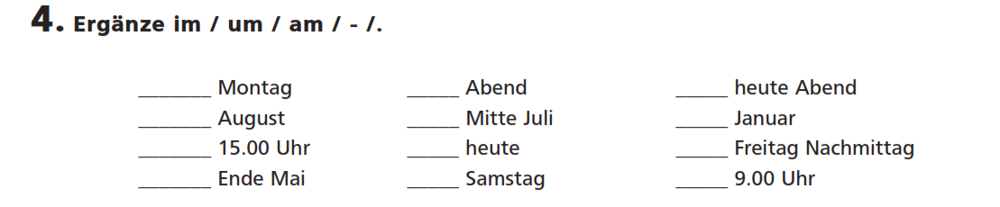 4. Ergänze im / um / am / - /.
_______ Montag _____ Abend _____ heute Abend
_______ August _____ Mitte Juli _____ Januar
_______ 15.00 Uhr _____ heute _____ Freitag Nachmittag
_______ Ende Mai _____ Samstag _____ 9.00 Uhr